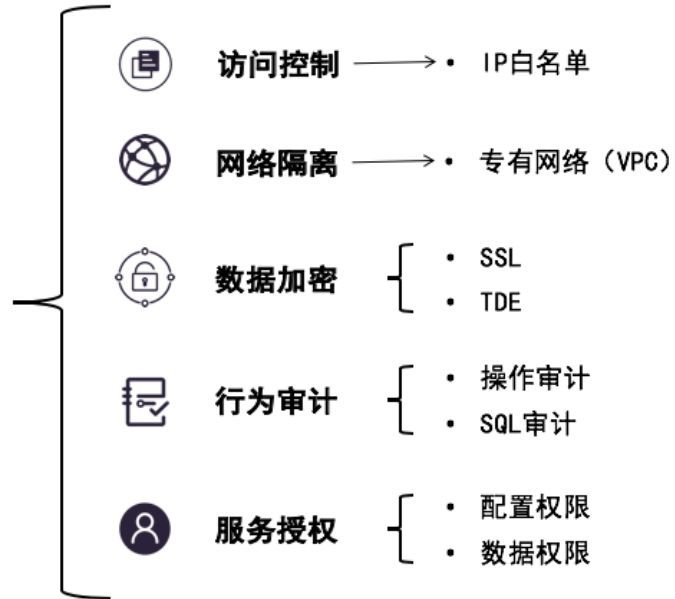 访问控制 • IP白名单
网络隔离 • 专有网络（VPC）
数据加密
• SSL
• TDE
行为审计
• 操作审计
• SQL审计
服务授权
• 配置权限
• 数据权限